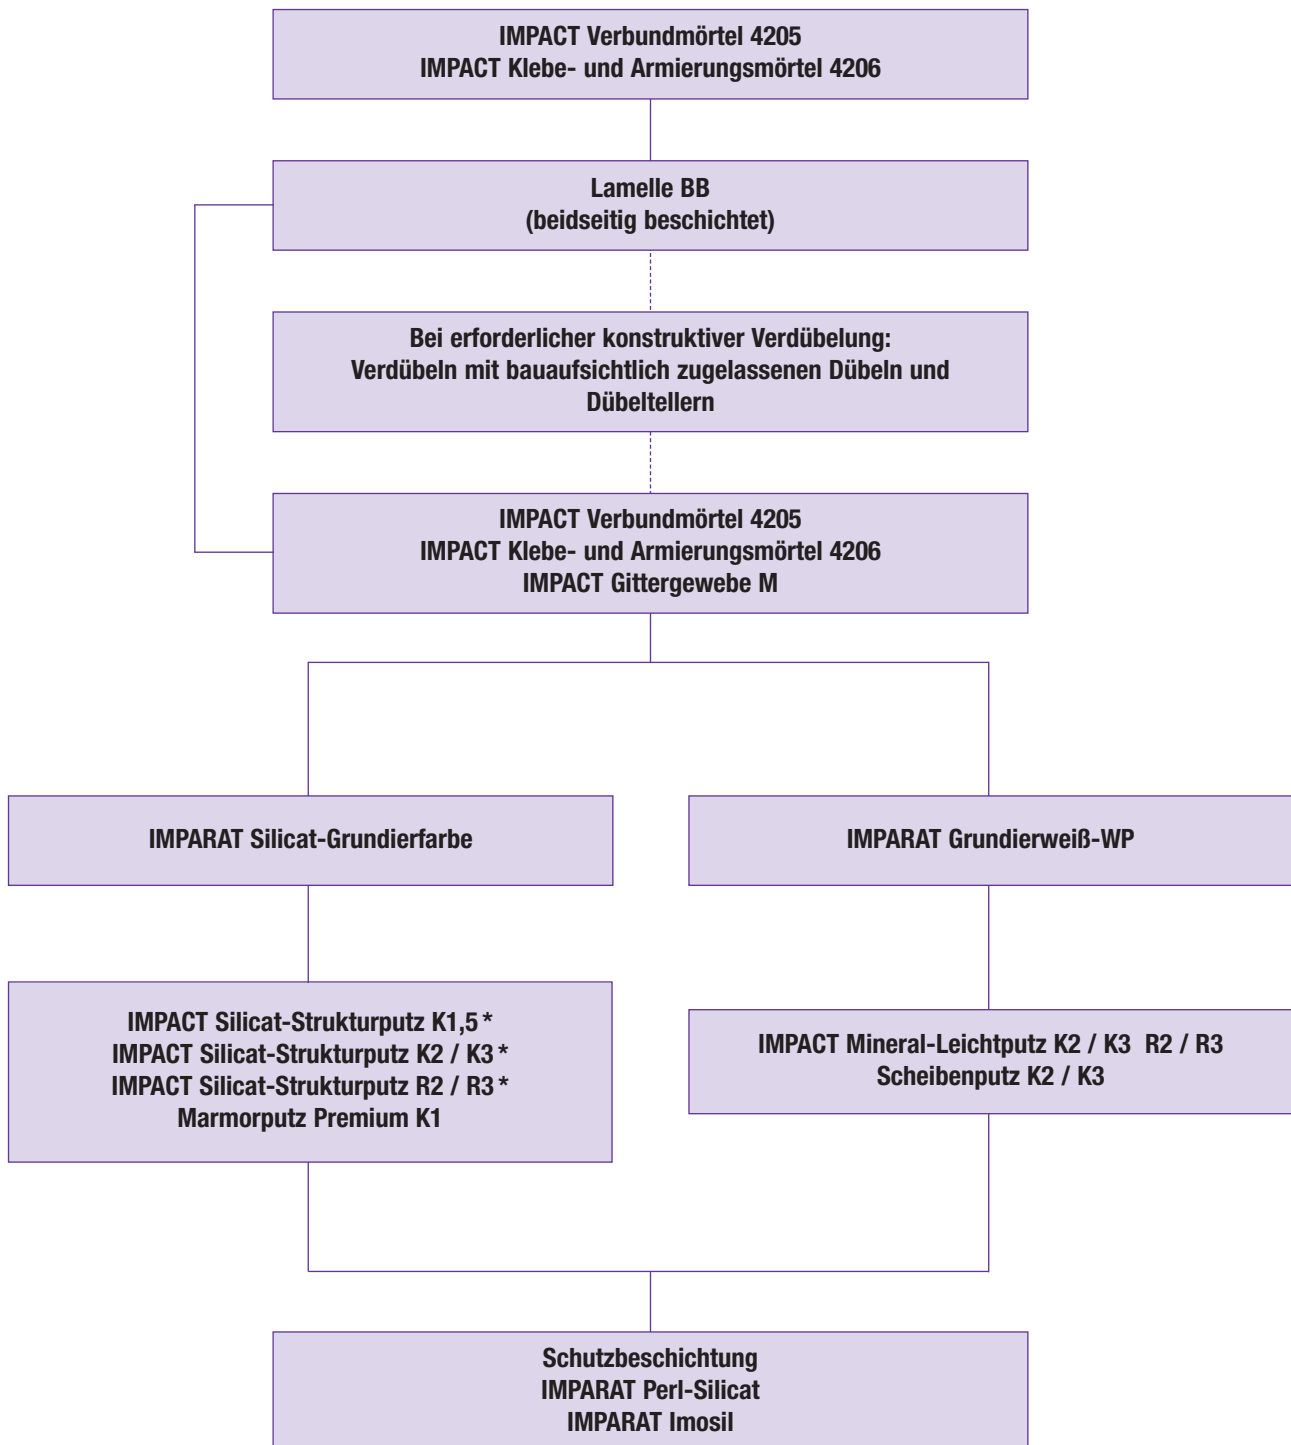 IMPACT Verbundmörtel 4205
IMPACT Klebe- und Armierungsmörtel 4206
Lamelle BB
(beidseitig beschichtet)
Bei erforderlicher konstruktiver Verdübelung:
Verdübeln mit bauaufsichtlich zugelassenen Dübeln und
Dübeltellern
IMPACT Verbundmörtel 4205
IMPACT Klebe- und Armierungsmörtel 4206
IMPACT Gittergewebe M
IMPARAT Silicat-Grundierfarbe
IMPARAT Grundierweiß-WP
IMPACT Silicat-Strukturputz K1,5*
IMPACT Silicat-Strukturputz K2 / K3*
IMPACT Silicat-Strukturputz R2 / R3*
Marmorputz Premium K1
IMPACT Mineral-Leichtputz K2 / K3 R2 / R3
Scheibenputz K2 / K3
Schutzbeschichtung
IMPARAT Perl-Silicat
IMPARAT Imosil